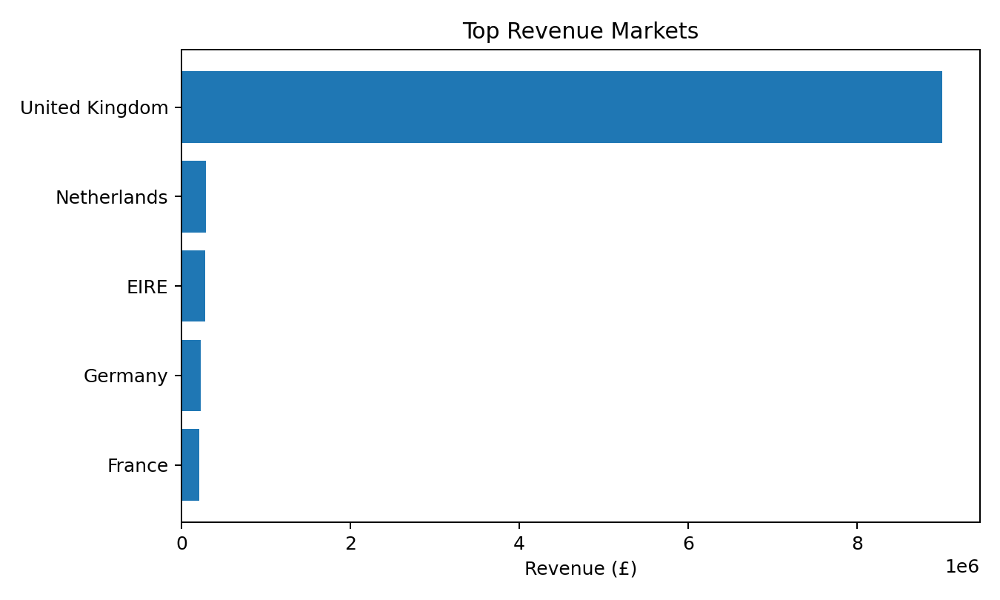 Top Revenue Markets
United Kingdom
Netherlands
EIRE
Germany
France
0 2 4 6 8
1e6
Revenue (£)